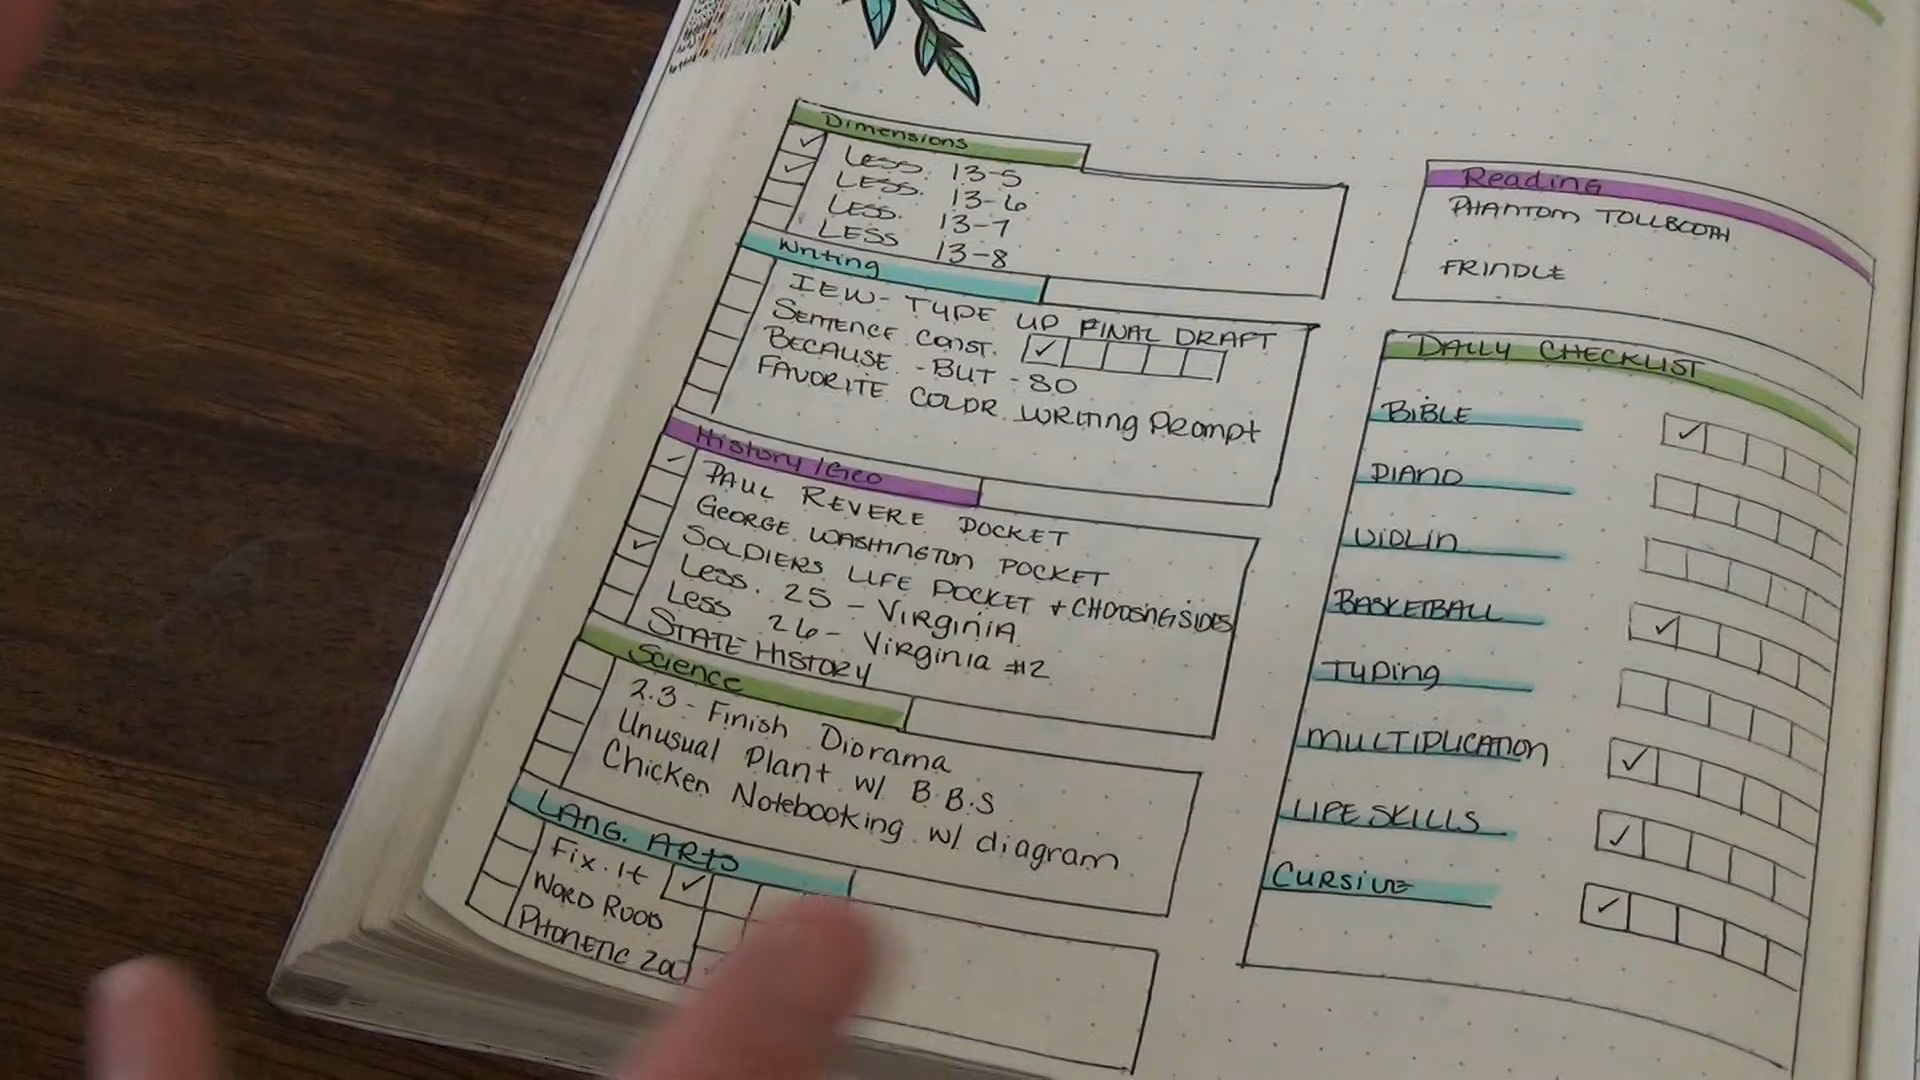 Dimensions
✓ LESS. 13-5
✓ LESS. 13-6
LESS. 13-7
LESS 13-8
Writing
IEW- TYPE UP FINAL DRAFT
SENTENCE CONST. ✓
BECAUSE - BUT - SO
FAVORITE COLOR WRITING PROMPT
History/Geo
✓ PAUL REVERE POCKET
GEORGE WASHINGTON POCKET
SOLDIERS LIFE POCKET + CHOOSING SIDES
✓ Less. 25 - VIRGINIA
Less 26- Virginia #2
STATE HISTORY
Science
2.3 - Finish Diorama
Unusual Plant w/ B.B.S
Chicken Notebooking w/ diagram
LANG. ARTS
Fix. It ✓
WORD ROOTS
PHONETIC ZOO
Reading
PHANTOM TOLLBOOTH
FRINDLE
DAILY CHECKLIST
BIBLE ✓
PIANO
VIOLIN
BASKETBALL ✓
TYPING
MULTIPLICATION ✓
LIFE SKILLS ✓
CURSIVE ✓